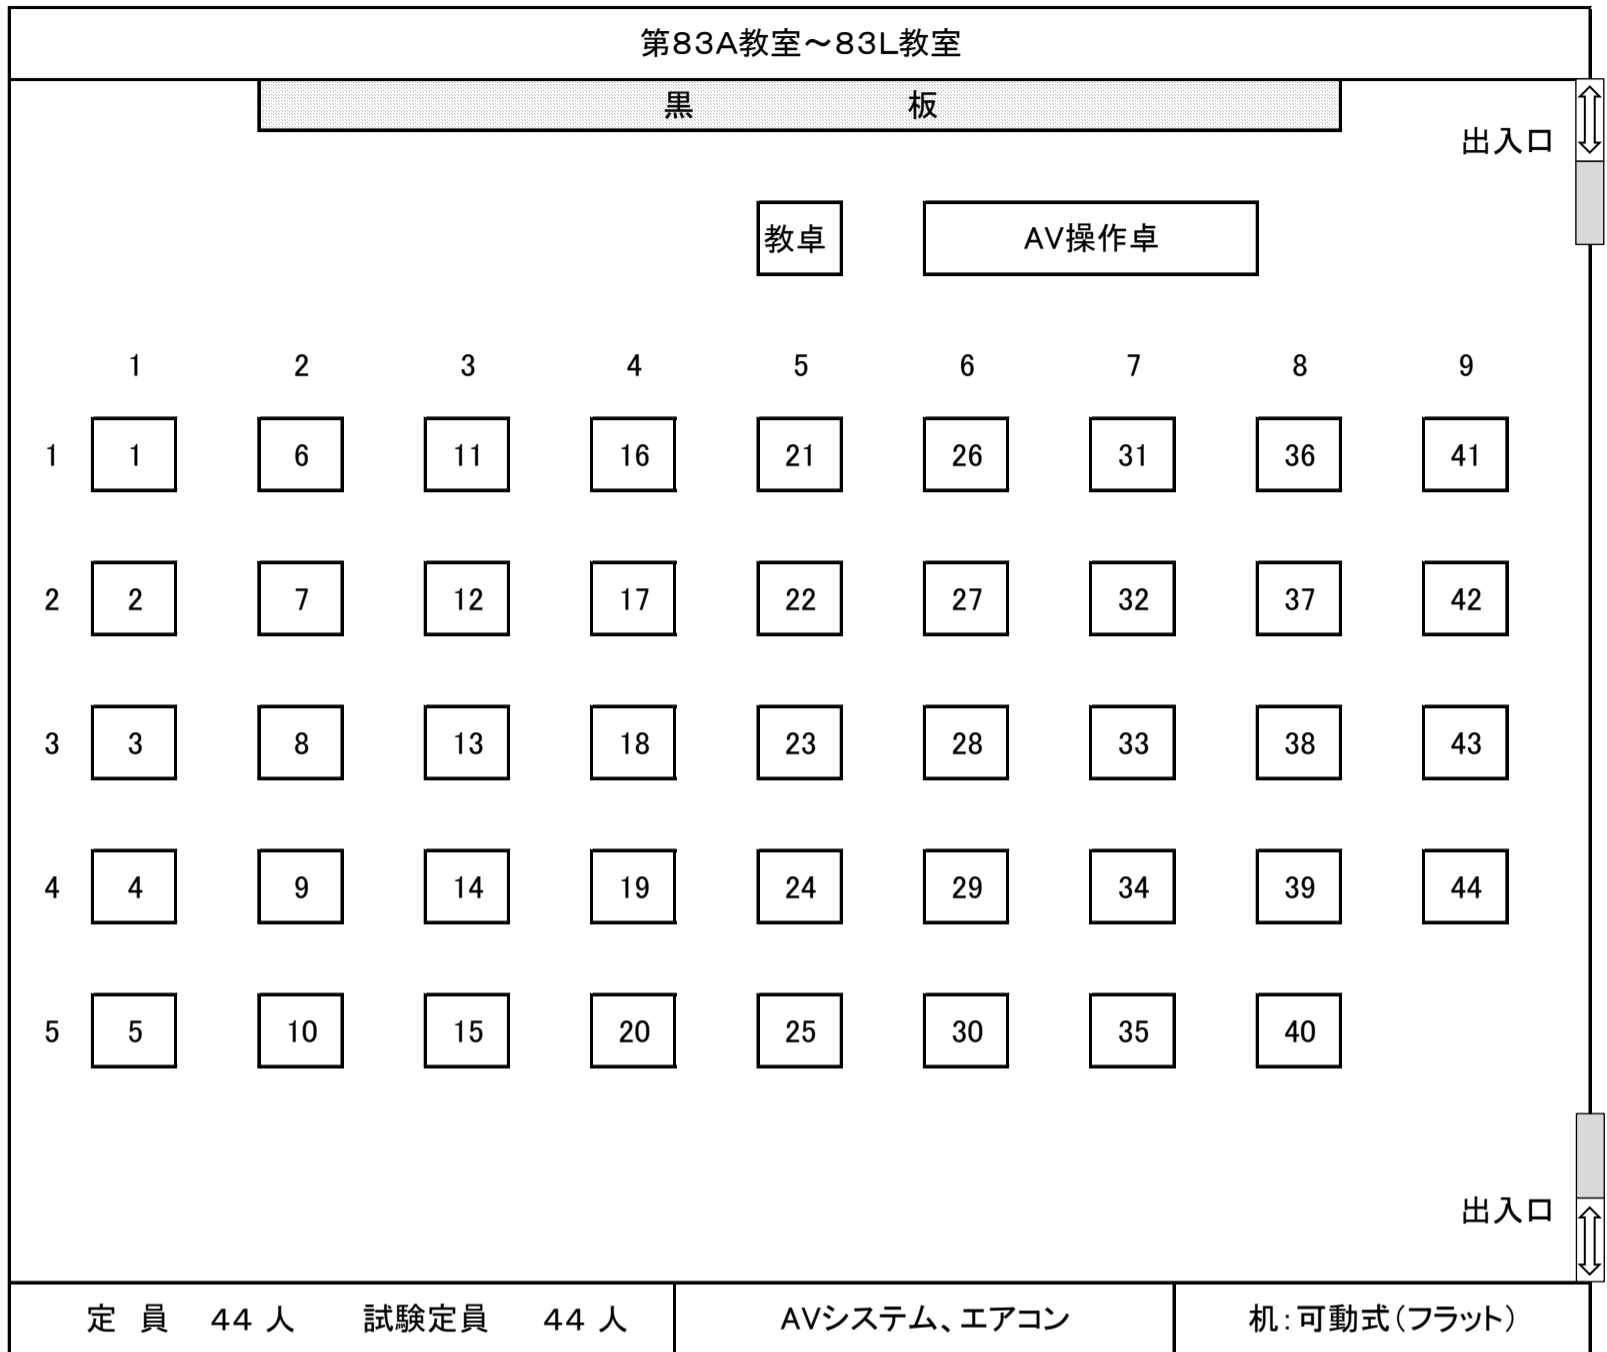 第８３Ａ教室～８３Ｌ教室
黒　　　板
出入口
教卓　AV操作卓
1 2 3 4 5 6 7 8 9
1 1 6 11 16 21 26 31 36 41
2 2 7 12 17 22 27 32 37 42
3 3 8 13 18 23 28 33 38 43
4 4 9 14 19 24 29 34 39 44
5 5 10 15 20 25 30 35 40
出入口
定　員　４４ 人　試験定員　４４ 人　AVシステム、エアコン　机：可動式（フラット）